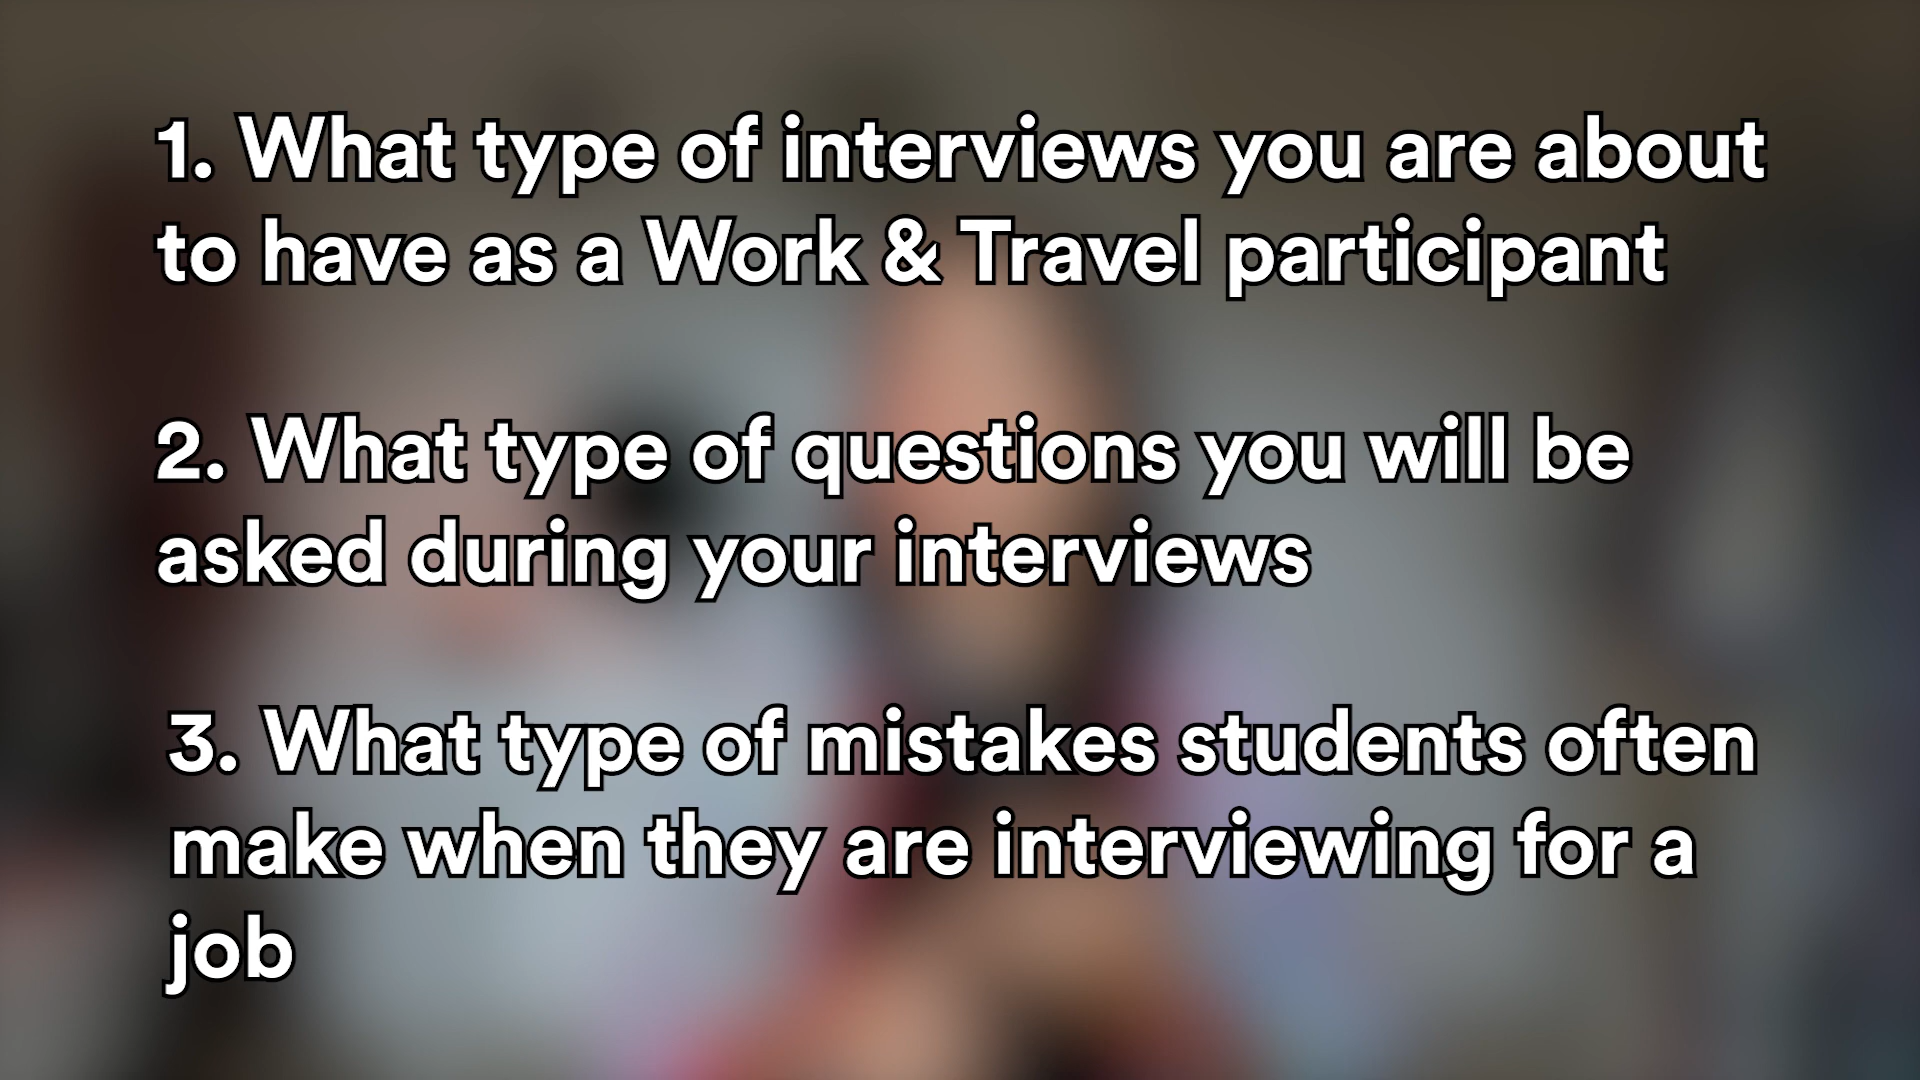 1. What type of interviews you are about
to have as a Work & Travel participant
2. What type of questions you will be
asked during your interviews
3. What type of mistakes students often
make when they are interviewing for a
job